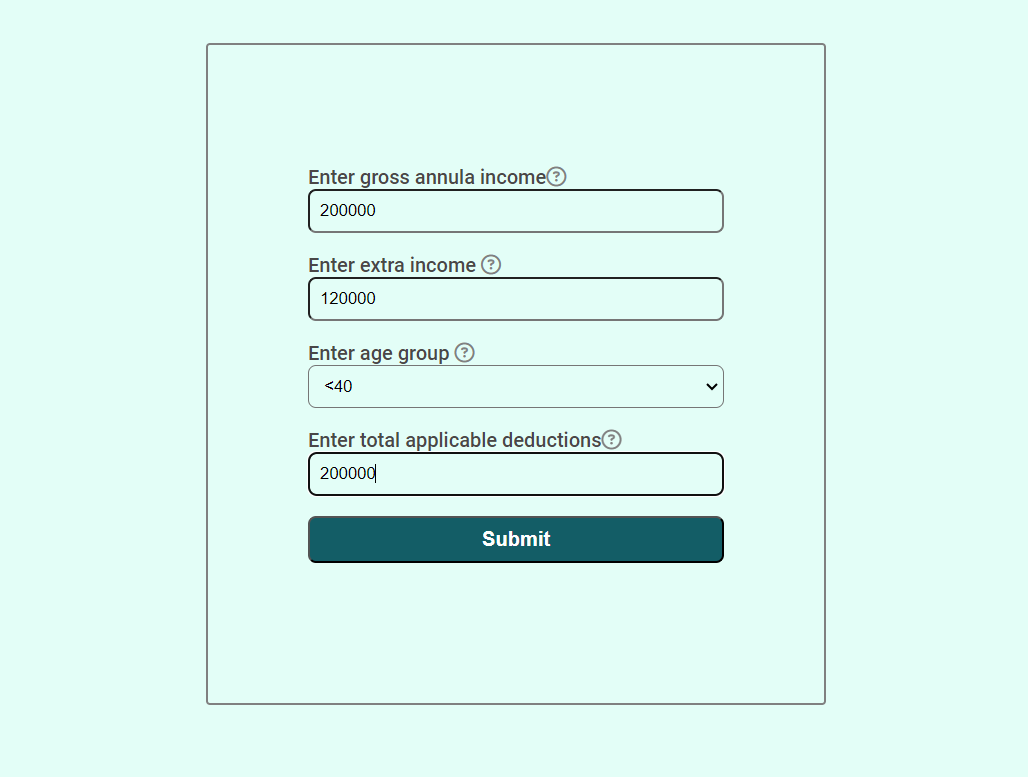 Enter gross annula income?
200000
Enter extra income ?
120000
Enter age group ?
<40
Enter total applicable deductions?
200000
Submit